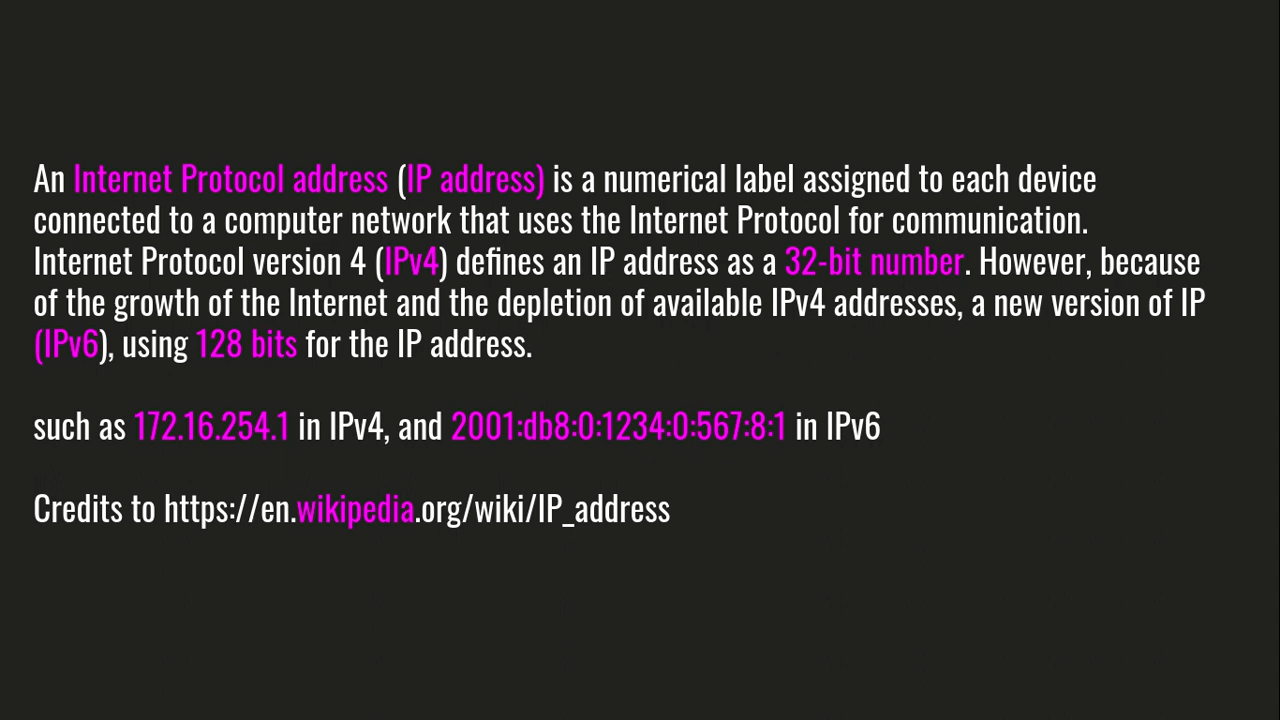 An Internet Protocol address (IP address) is a numerical label assigned to each device
connected to a computer network that uses the Internet Protocol for communication.
Internet Protocol version 4 (IPv4) defines an IP address as a 32-bit number. However, because
of the growth of the Internet and the depletion of available IPv4 addresses, a new version of IP
(IPv6), using 128 bits for the IP address.
such as 172.16.254.1 in IPv4, and 2001:db8:0:1234:0:567:8:1 in IPv6
Credits to https://en.wikipedia.org/wiki/IP_address